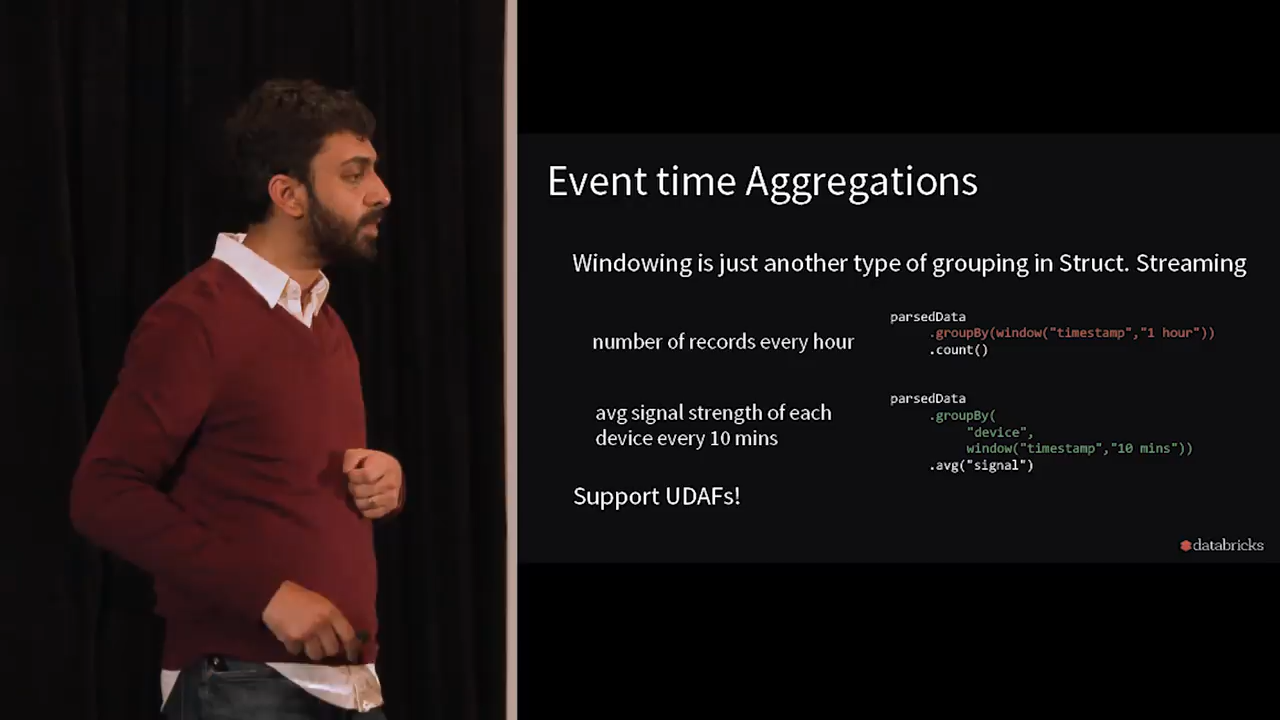 Event time Aggregations
Windowing is just another type of grouping in Struct. Streaming
number of records every hour
parsedData
.groupBy(window("timestamp","1 hour"))
.count()
avg signal strength of each
device every 10 mins
parsedData
.groupBy(
"device",
window("timestamp","10 mins"))
.avg("signal")
Support UDAFs!
databricks